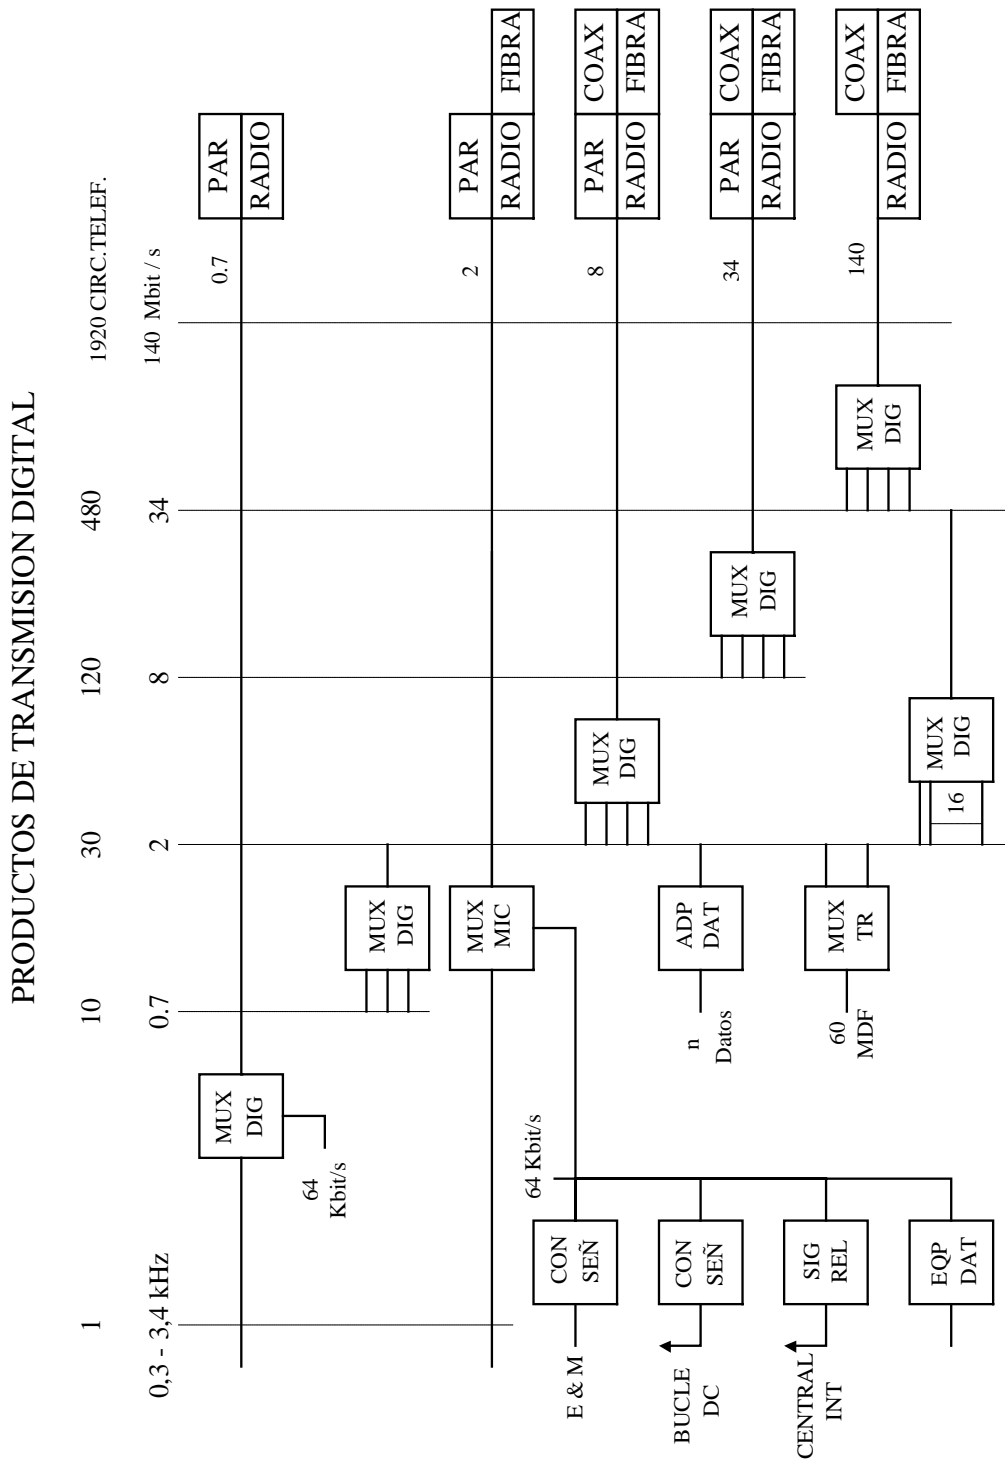 PRODUCTOS DE TRANSMISION DIGITAL
1
10
30
120
480
1920 CIRC.TELEF.
0,3 - 3,4 kHz
0.7
2
8
34
140 Mbit / s
MUX
DIG
64
Kbit/s
0.7
PAR
RADIO
MUX
DIG
MUX
MIC
2
PAR
RADIO
FIBRA
64 Kbit/s
E & M
CON
SEÑ
MUX
DIG
8
PAR
COAX
RADIO
FIBRA
BUCLE
DC
CON
SEÑ
n
Datos
ADP
DAT
MUX
DIG
34
PAR
COAX
RADIO
FIBRA
CENTRAL
INT
SIG
REL
60
MDF
MUX
TR
MUX
DIG
140
COAX
RADIO
FIBRA
EQP
DAT
16
MUX
DIG